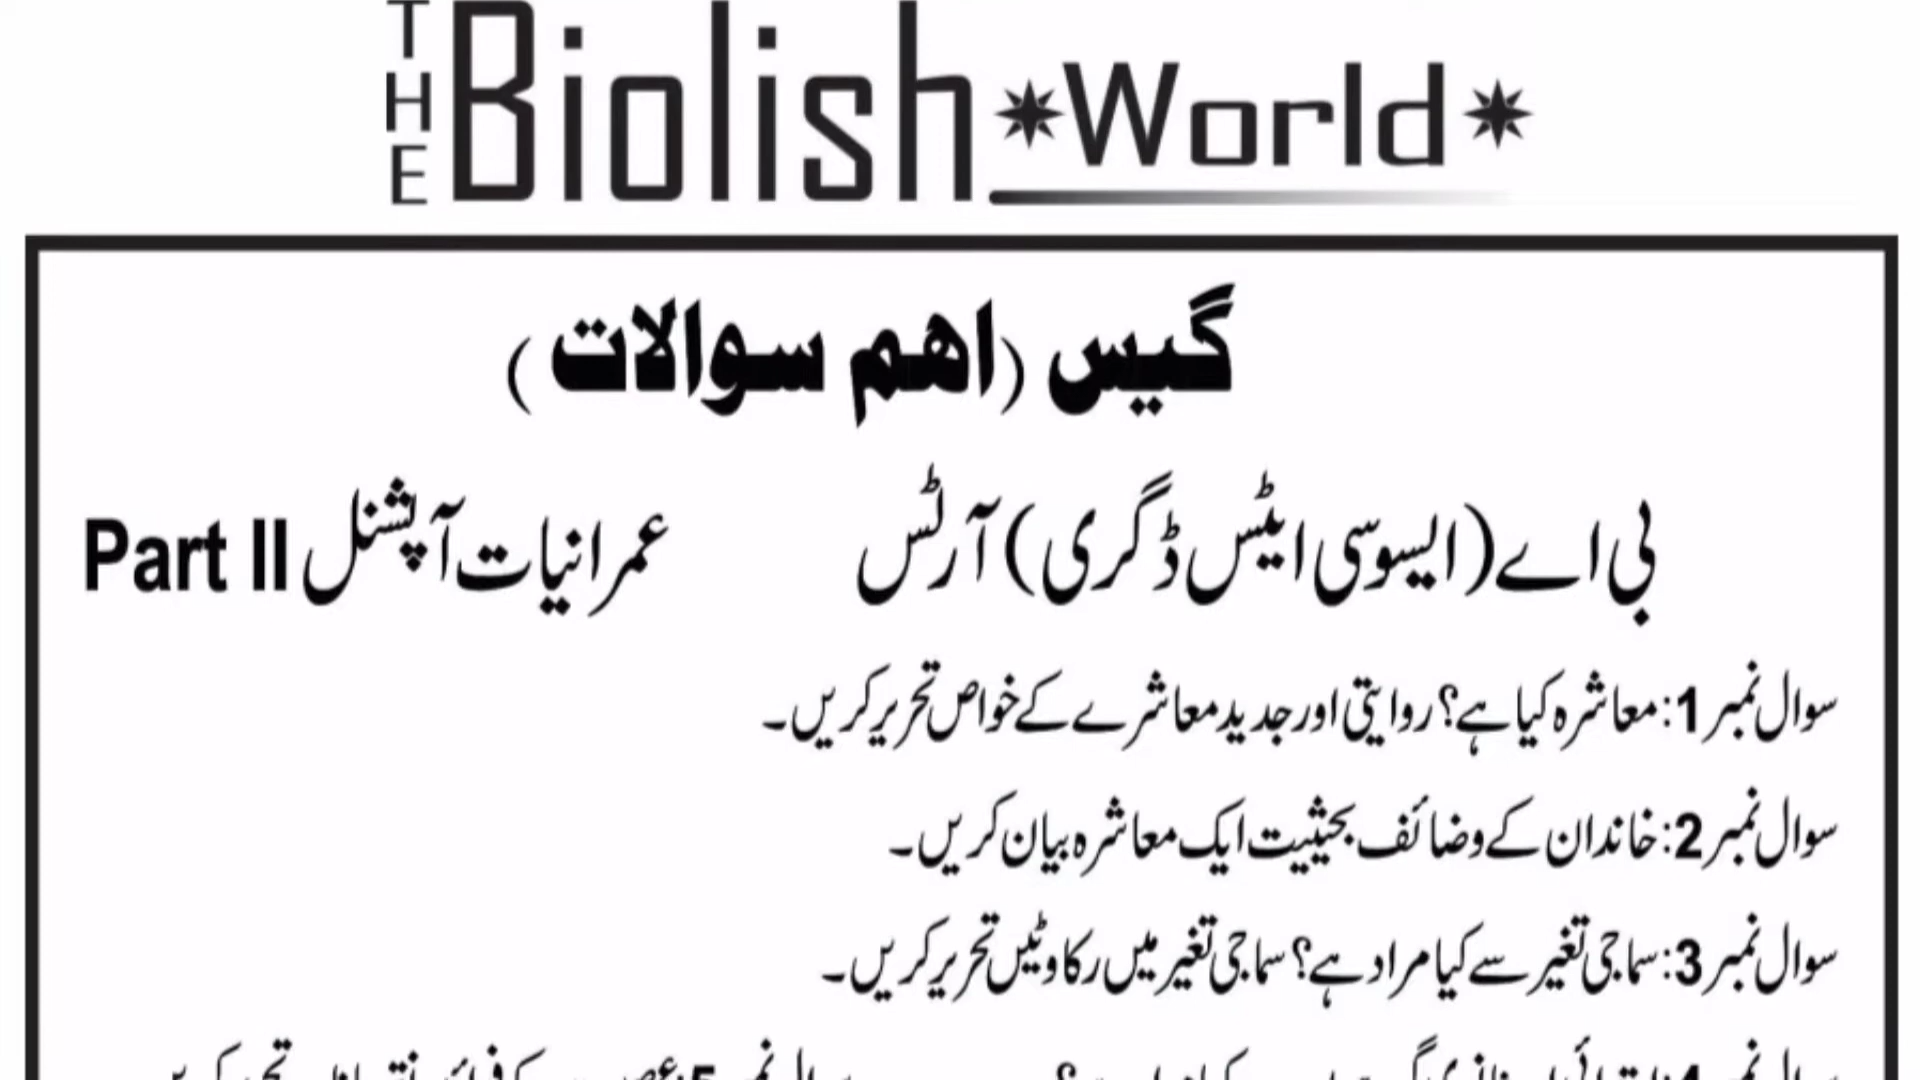 THE Biolish World
گیس (اھم سوالات)
بی اے (ایسوسی ایٹس ڈگری) آرٹس عمرانیات آپشنل Part II
سوال نمبر 1: معاشرہ کیا ہے؟ روایتی اور جدید معاشرے کے خواص تحریر کریں۔
سوال نمبر 2: خاندان کے وضائف بحیثیت ایک معاشرہ بیان کریں۔
سوال نمبر 3: سماجی تغیر سے کیا مراد ہے؟ سماجی تغیر میں رکاوٹیں تحریر کریں۔